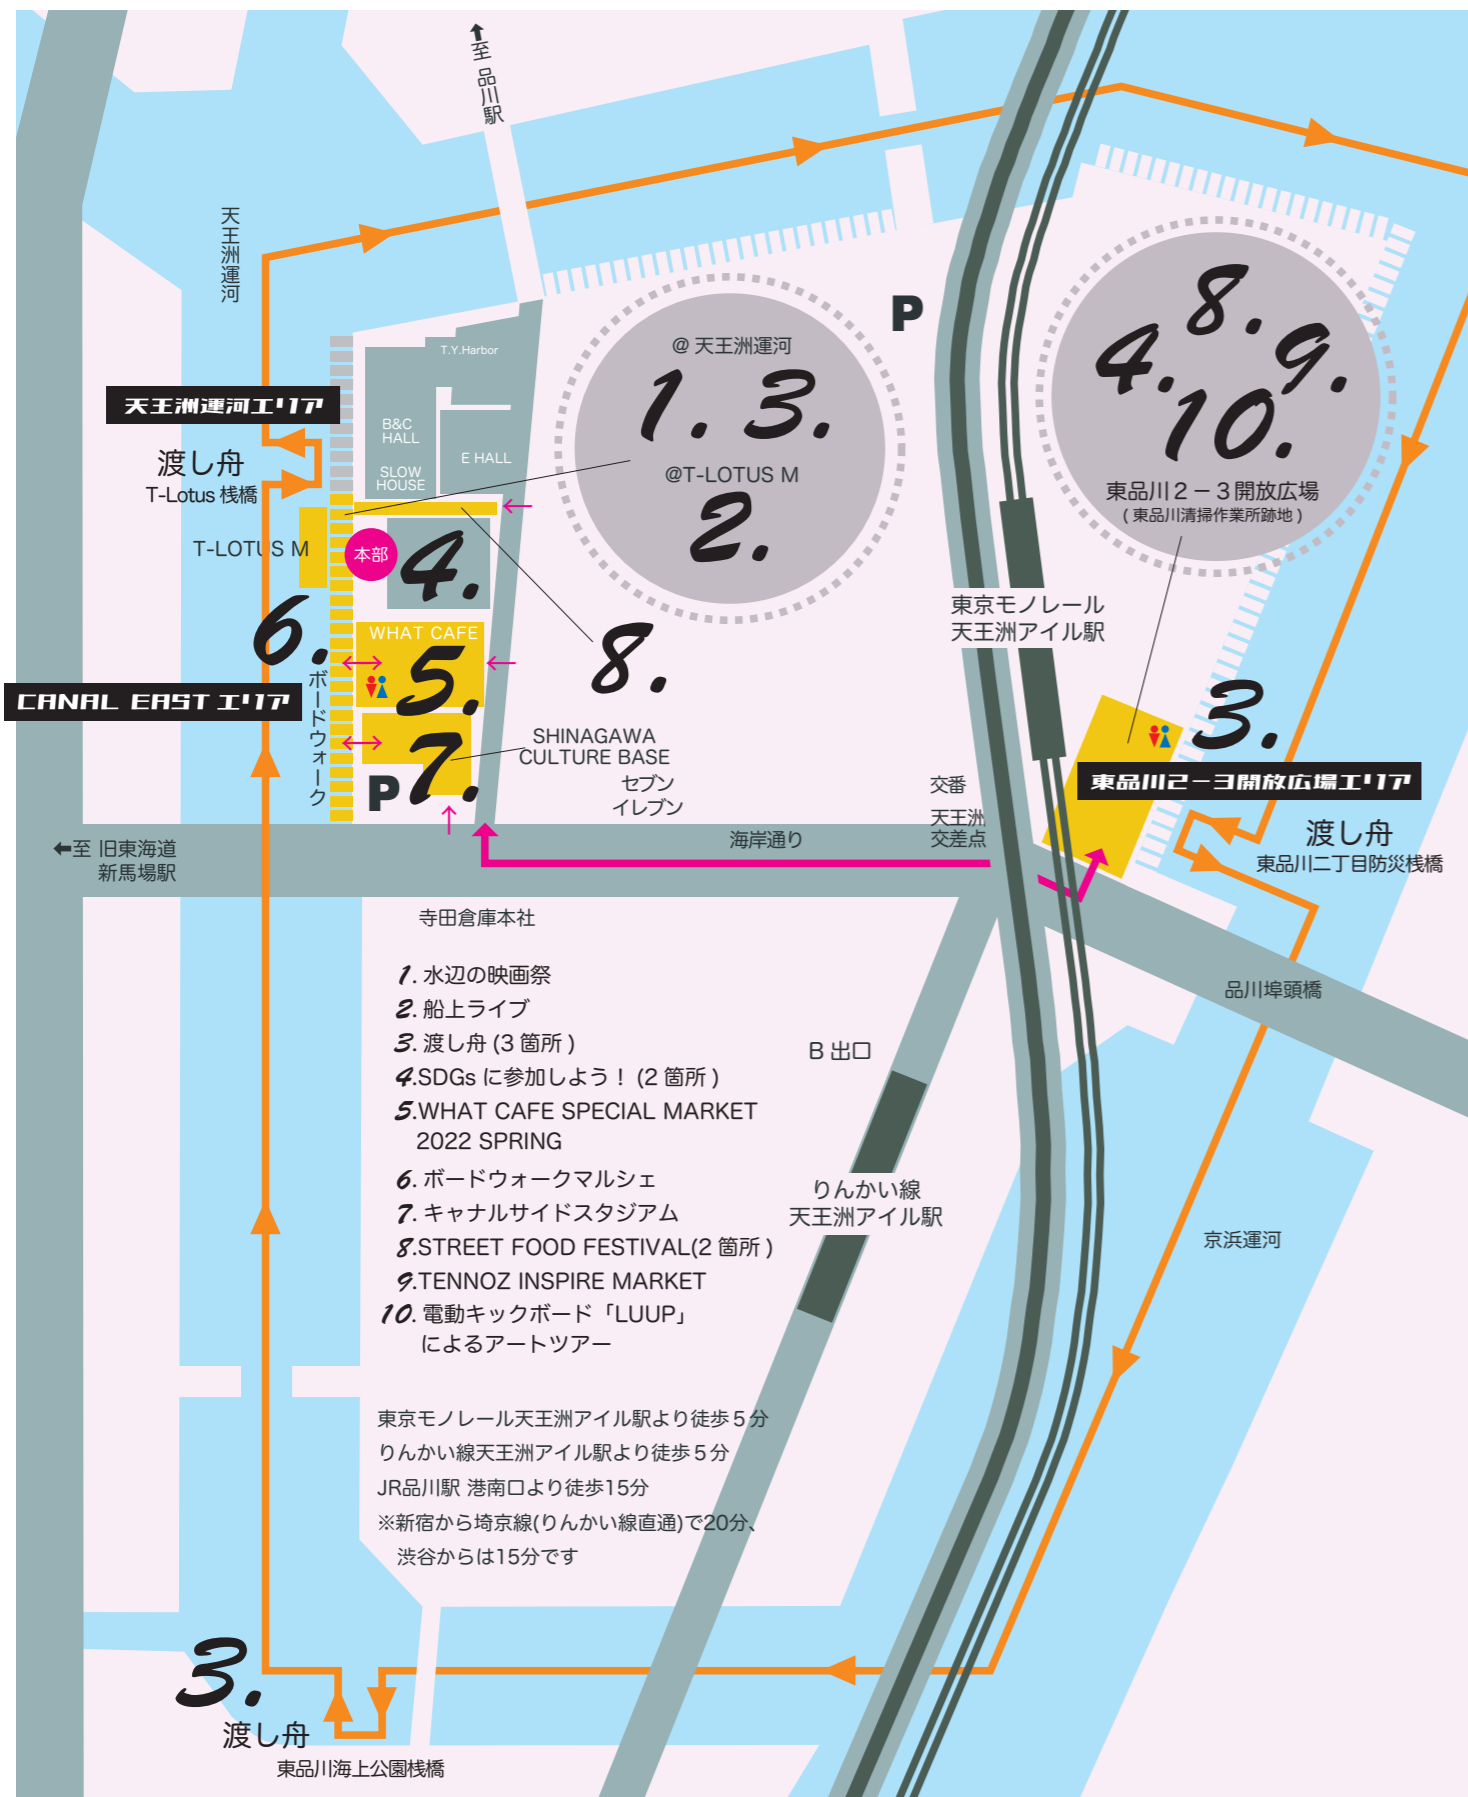 至 品川駅
天王洲運河
P
T.Y.Harbor
B&C
HALL
SLOW
HOUSE
E HALL
天王洲運河エリア
渡し舟
T-Lotus 桟橋
T-LOTUS M
本部
4.
@ 天王洲運河
1. 3.
@T-LOTUS M
2.
8.
4. 9.
10.
東品川2－3開放広場
( 東品川清掃作業所跡地 )
東京モノレール
天王洲アイル駅
6.
WHAT CAFE
5.
8.
CANAL EAST エリア
ボードウォーク
7.
P
SHINAGAWA
CULTURE BASE
セブン
イレブン
3.
東品川2－3開放広場エリア
渡し舟
東品川二丁目防災桟橋
交番
天王洲
交差点
海岸通り
至 旧東海道
新馬場駅
寺田倉庫本社
品川埠頭橋
1. 水辺の映画祭
2. 船上ライブ
3. 渡し舟 (3 箇所 )
4.SDGs に参加しよう！ (2 箇所 )
5.WHAT CAFE SPECIAL MARKET
2022 SPRING
6. ボードウォークマルシェ
7. キャナルサイドスタジアム
8.STREET FOOD FESTIVAL(2 箇所 )
9.TENNOZ INSPIRE MARKET
10. 電動キックボード「LUUP」
によるアートツアー
B 出口
りんかい線
天王洲アイル駅
京浜運河
東京モノレール天王洲アイル駅より徒歩５分
りんかい線天王洲アイル駅より徒歩５分
JR品川駅 港南口より徒歩15分
※新宿から埼京線(りんかい線直通)で20分、
渋谷からは15分です
3.
渡し舟
東品川海上公園桟橋